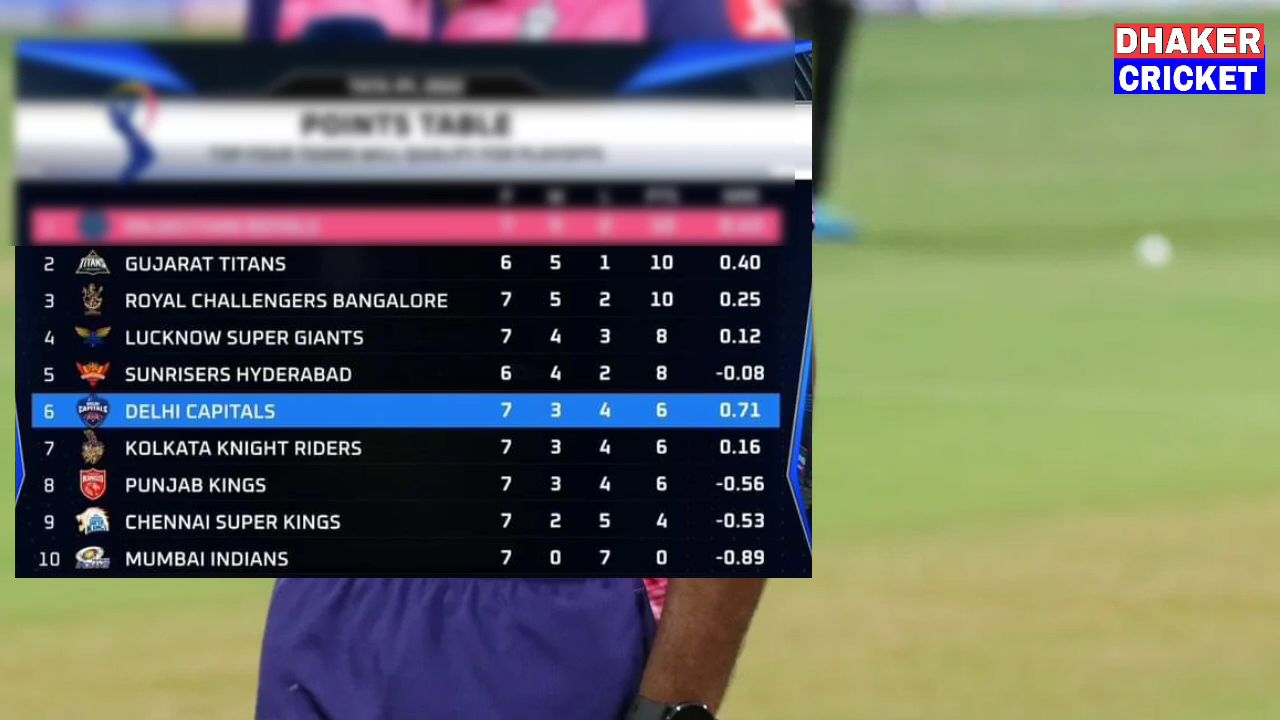 DHAKER
CRICKET
POINTS TABLE
2 GUJARAT TITANS 6 5 1 10 0.40
3 ROYAL CHALLENGERS BANGALORE 7 5 2 10 0.25
4 LUCKNOW SUPER GIANTS 7 4 3 8 0.12
5 SUNRISERS HYDERABAD 6 4 2 8 -0.08
6 DELHI CAPITALS 7 3 4 6 0.71
7 KOLKATA KNIGHT RIDERS 7 3 4 6 0.16
8 PUNJAB KINGS 7 3 4 6 -0.56
9 CHENNAI SUPER KINGS 7 2 5 4 -0.53
10 MUMBAI INDIANS 7 0 7 0 -0.89